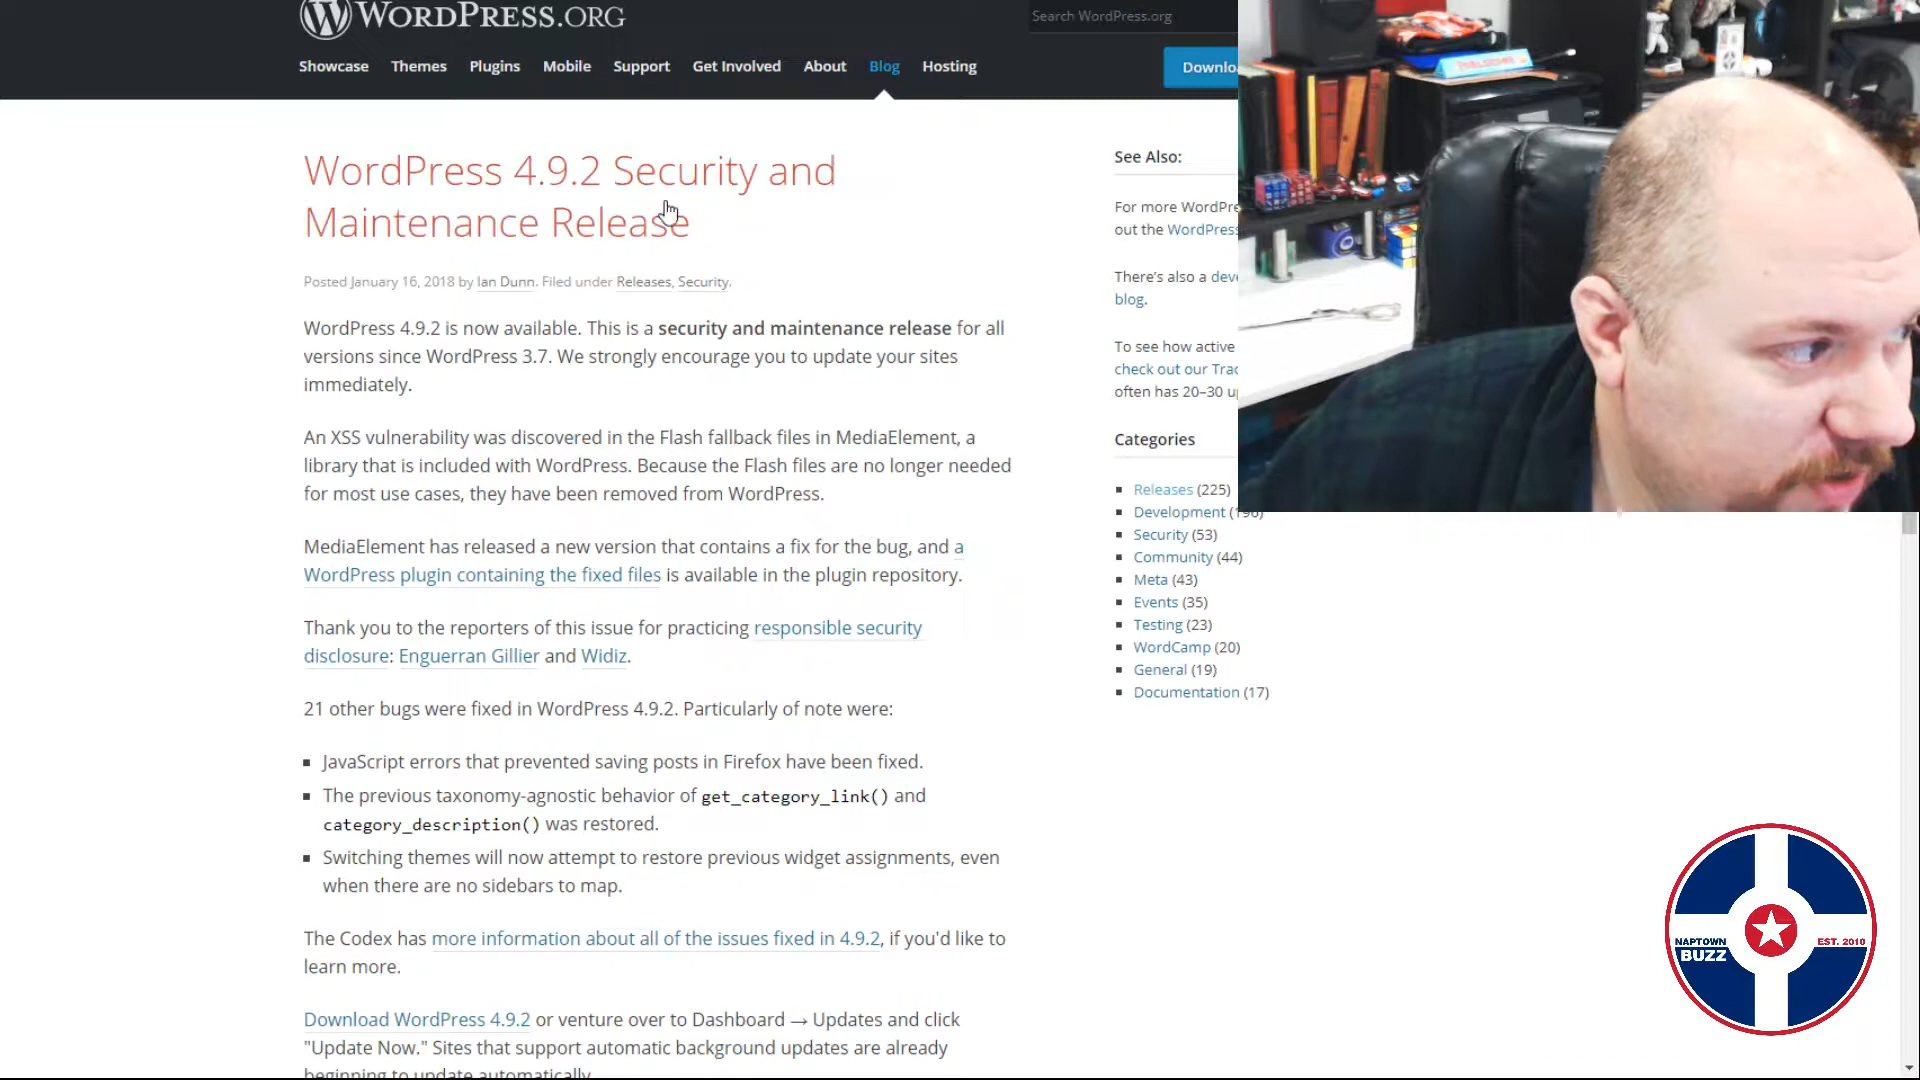 WORDPRESS.ORG
Search WordPress.org
Showcase Themes Plugins Mobile Support Get Involved About Blog Hosting
Downlo
WordPress 4.9.2 Security and
Maintenance Release
Posted January 16, 2018 by Ian Dunn. Filed under Releases, Security.
WordPress 4.9.2 is now available. This is a security and maintenance release for all
versions since WordPress 3.7. We strongly encourage you to update your sites
immediately.
An XSS vulnerability was discovered in the Flash fallback files in MediaElement, a
library that is included with WordPress. Because the Flash files are no longer needed
for most use cases, they have been removed from WordPress.
MediaElement has released a new version that contains a fix for the bug, and a
WordPress plugin containing the fixed files is available in the plugin repository.
Thank you to the reporters of this issue for practicing responsible security
disclosure: Enguerran Gillier and Widiz.
21 other bugs were fixed in WordPress 4.9.2. Particularly of note were:
JavaScript errors that prevented saving posts in Firefox have been fixed.
The previous taxonomy-agnostic behavior of get_category_link() and
category_description() was restored.
Switching themes will now attempt to restore previous widget assignments, even
when there are no sidebars to map.
The Codex has more information about all of the issues fixed in 4.9.2, if you'd like to
learn more.
Download WordPress 4.9.2 or venture over to Dashboard → Updates and click
"Update Now." Sites that support automatic background updates are already
beginning to update automatically.
See Also:
For more WordPre
out the WordPress
There's also a deve
blog.
To see how active
check out our Trac
often has 20–30 u
Categories
Releases (225)
Development (196)
Security (53)
Community (44)
Meta (43)
Events (35)
Testing (23)
WordCamp (20)
General (19)
Documentation (17)
NAPTOWN
BUZZ
EST. 2010